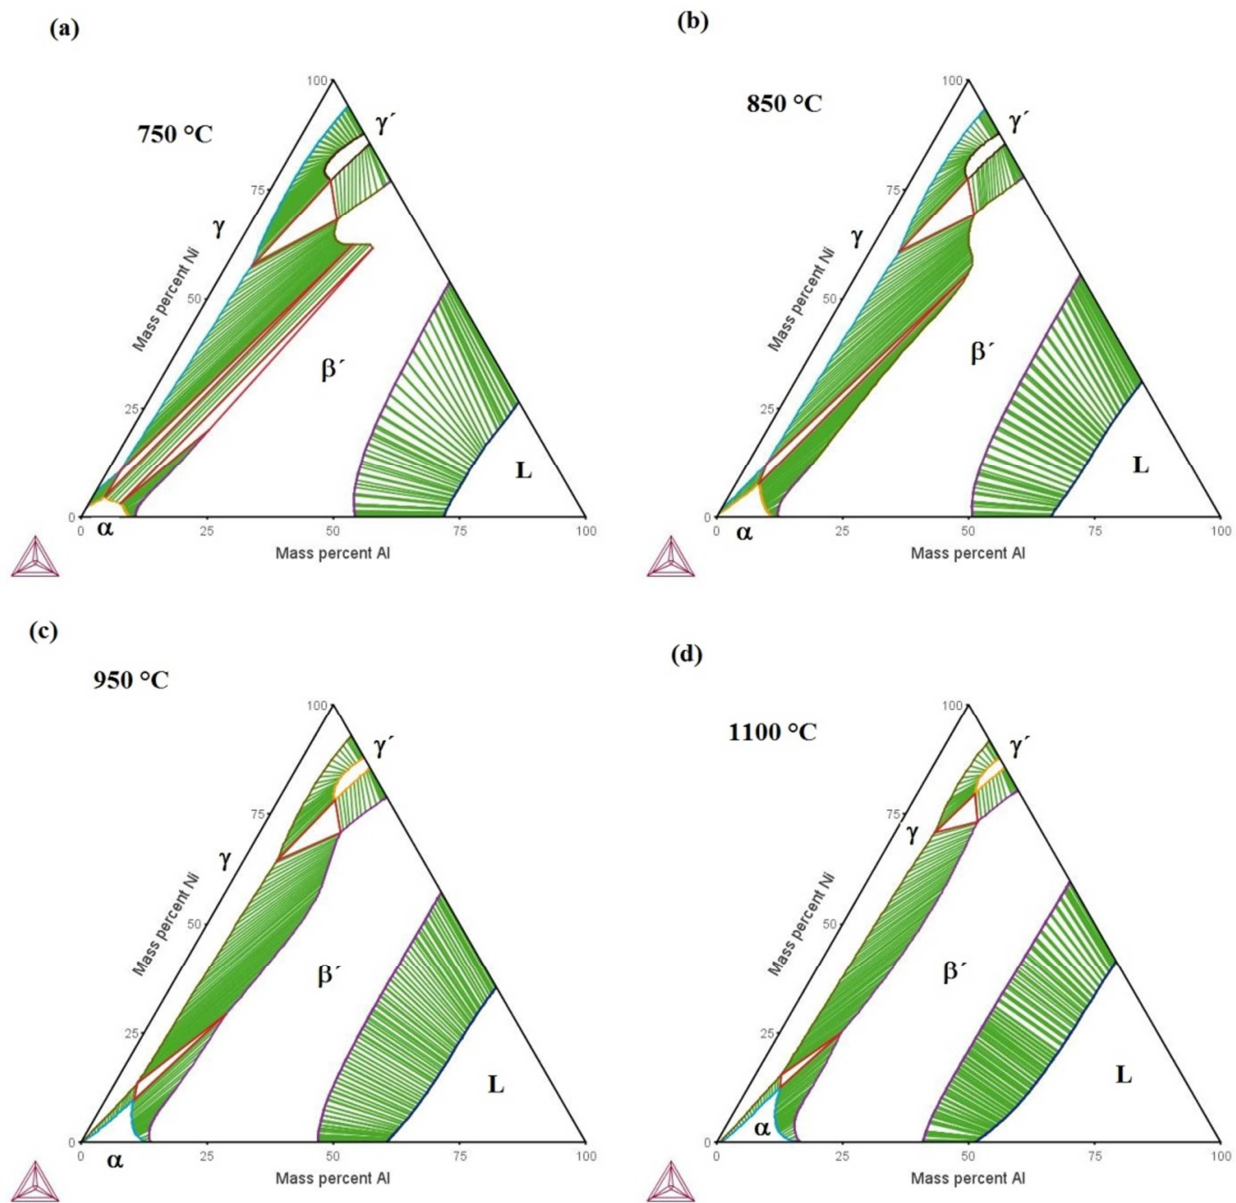 (a)
750 °C
100
γ´
75
γ
Mass percent Ni
50
β´
25
L
0
α
0
25
50
75
100
Mass percent Al
(b)
850 °C
100
γ´
75
γ
Mass percent Ni
50
β´
25
L
0
α
0
25
50
75
100
Mass percent Al
(c)
950 °C
100
γ´
75
γ
Mass percent Ni
50
β´
25
L
0
α
0
25
50
75
100
Mass percent Al
(d)
1100 °C
100
γ´
75
γ
Mass percent Ni
50
β´
25
L
α
0
0
25
50
75
100
Mass percent Al